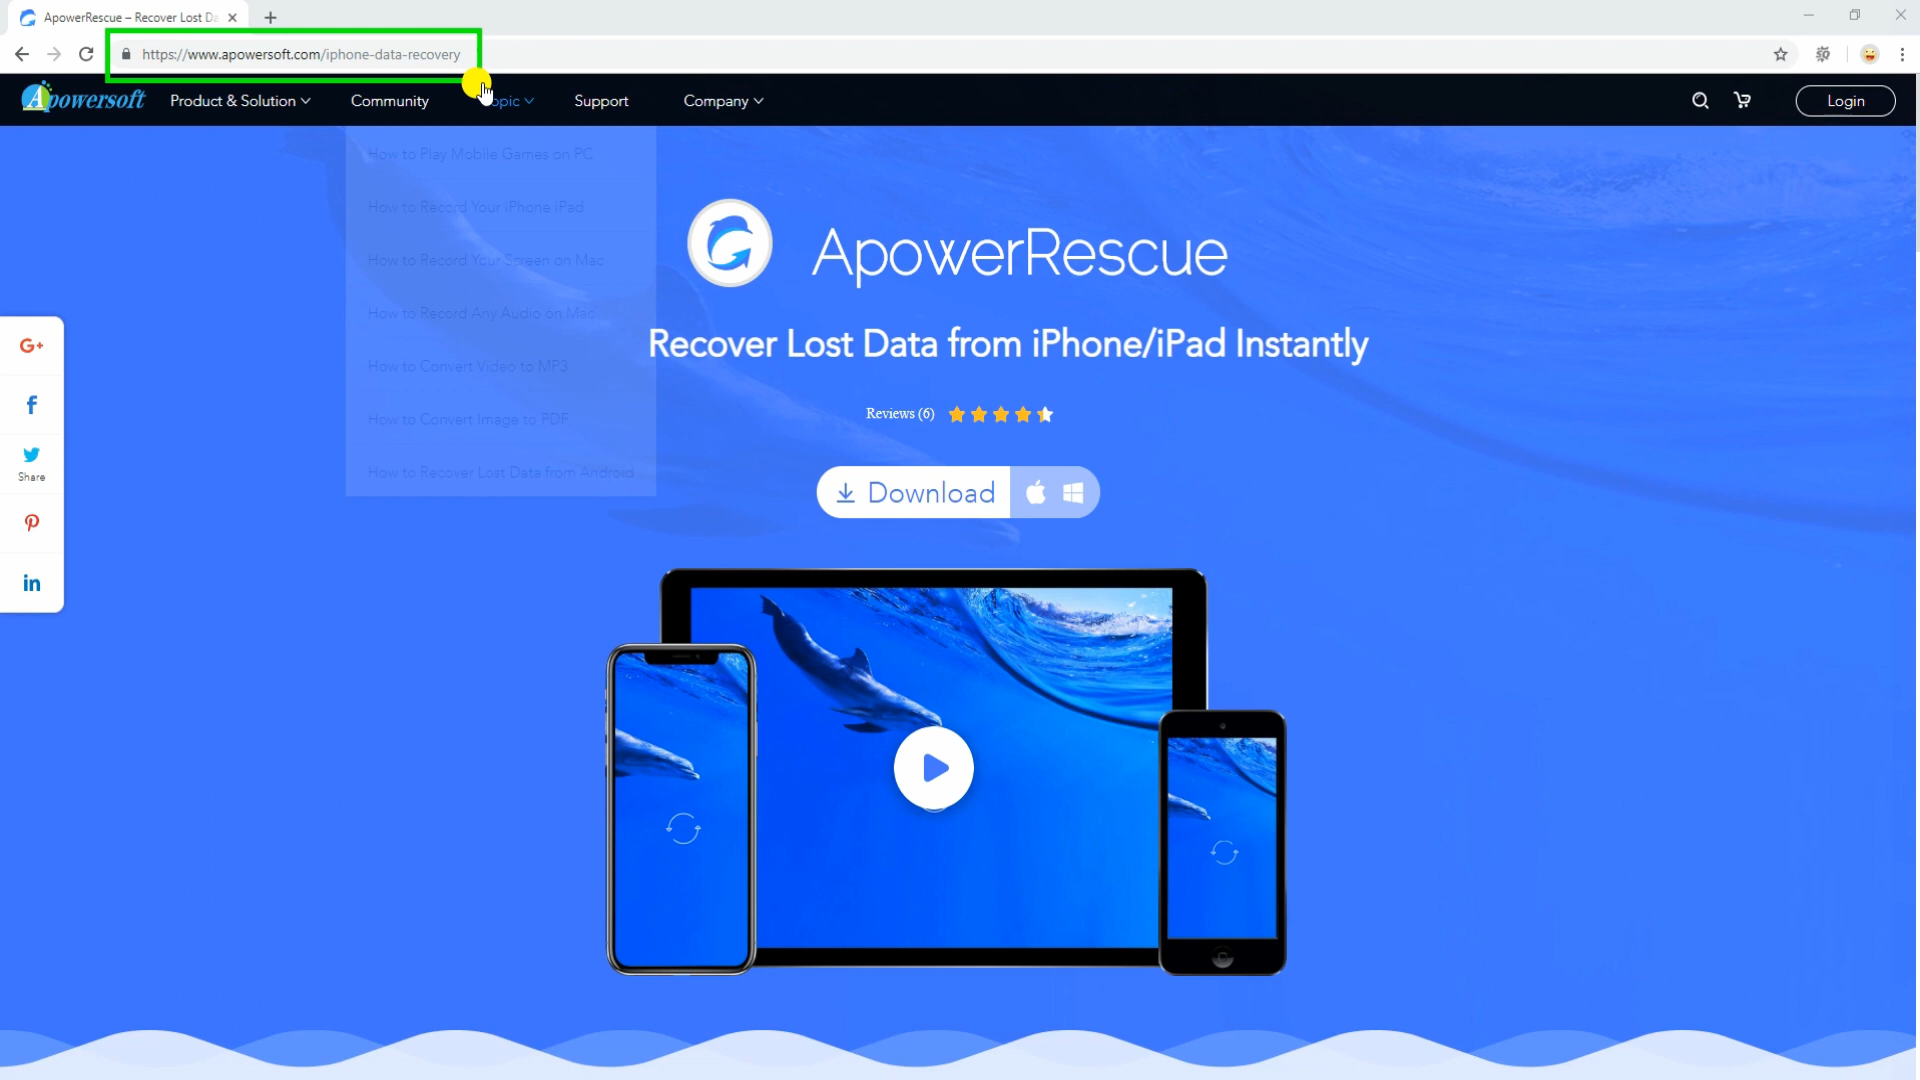 ApowerRescue – Recover Lost Da
https://www.apowersoft.com/iphone-data-recovery
Apowersoft
Product & Solution
Community
opic
Support
Company
Login
How to Play Mobile Games on PC
How to Record Your iPhone iPad
How to Record Your Screen on Mac
How to Record Any Audio on Mac
How to Convert Video to MP3
How to Convert Image to PDF
How to Recover Lost Data from Android
ApowerRescue
Recover Lost Data from iPhone/iPad Instantly
Reviews (6)
Download
G+
f
Share
in